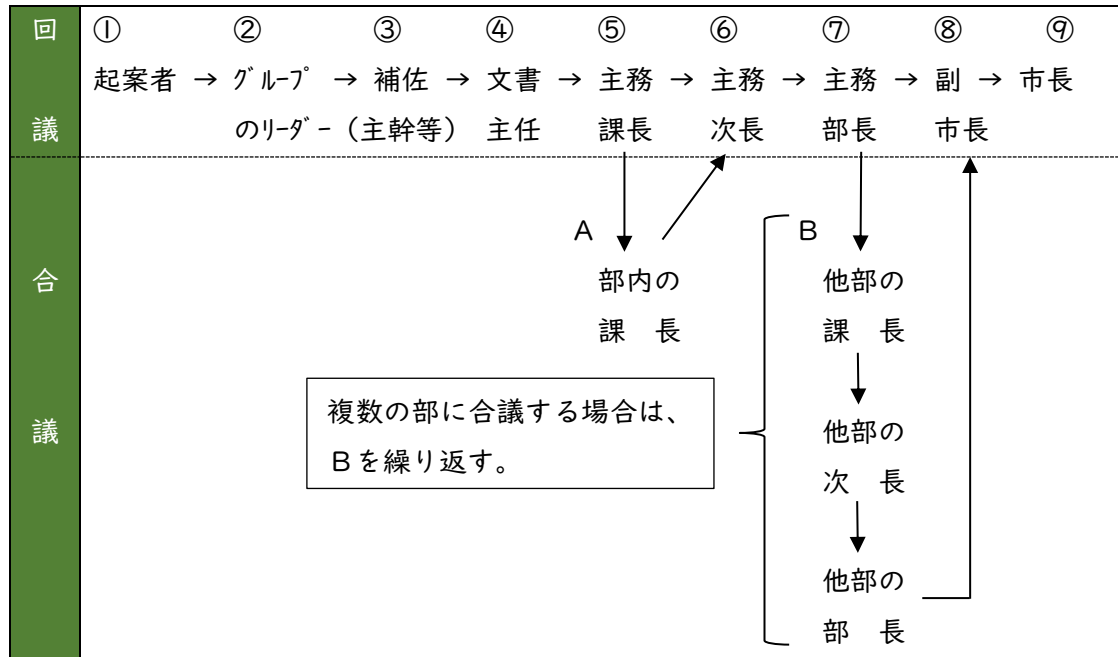 回議
① ② ③ ④ ⑤ ⑥ ⑦ ⑧ ⑨
起案者 → グループ → 補佐 → 文書 → 主務 → 主務 → 主務 → 副 → 市長
のリーダー (主幹等) 主任 課長 次長 部長 市長
合議
A B
部内の 他部の
課 長 課 長
複数の部に合議する場合は、
Bを繰り返す。
他部の
次 長
他部の
部 長